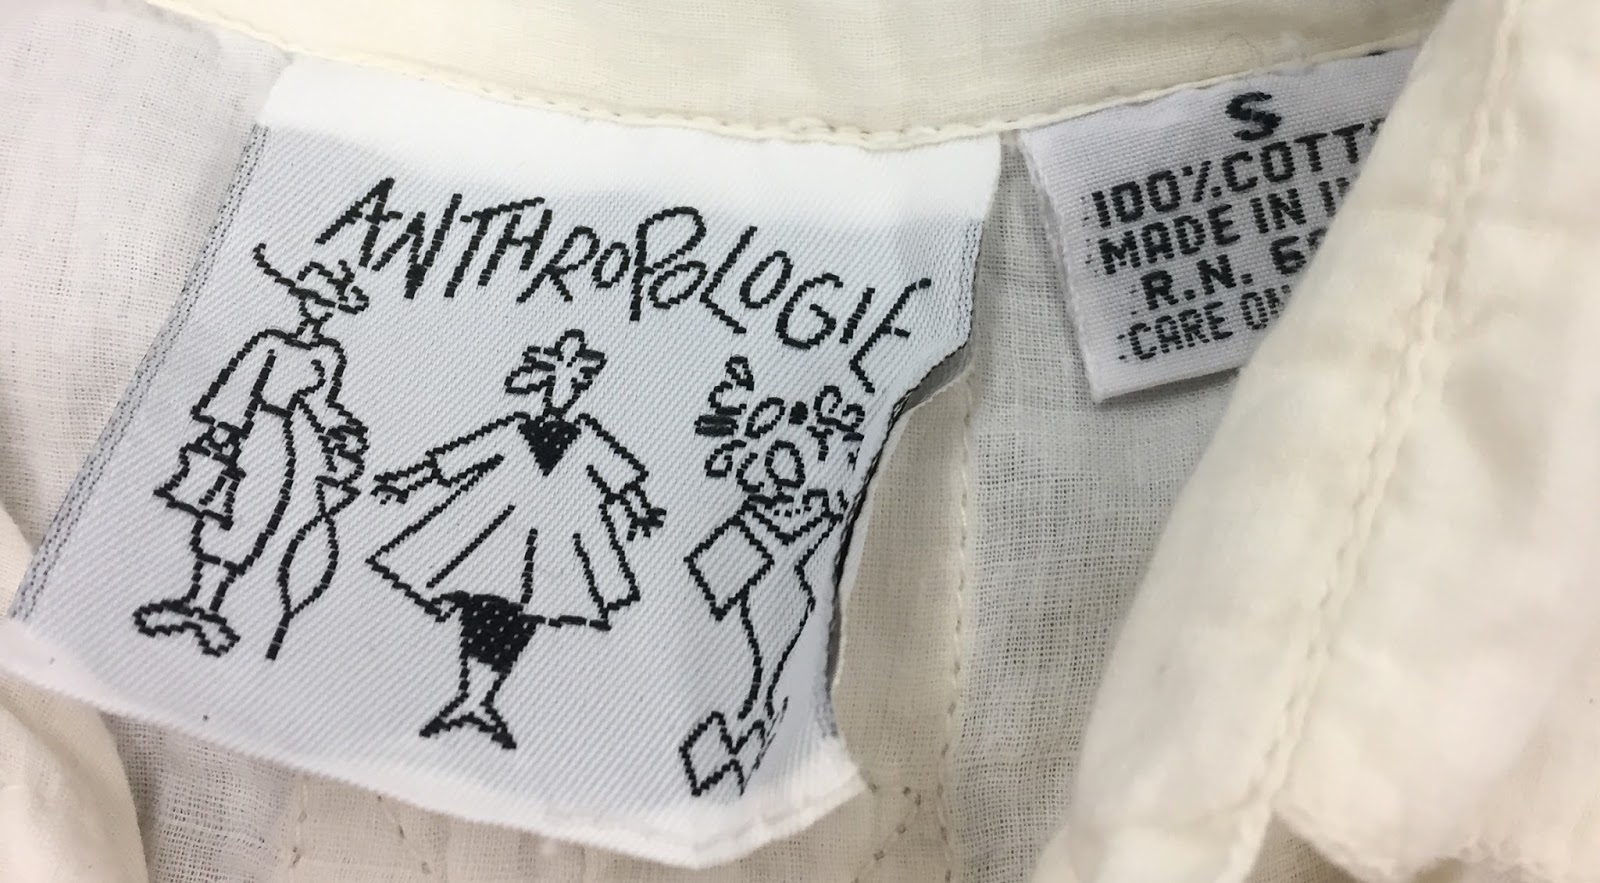 ANTHROPOLOGIE
S
100% COTT
MADE IN I
R.N. 6
CARE ON